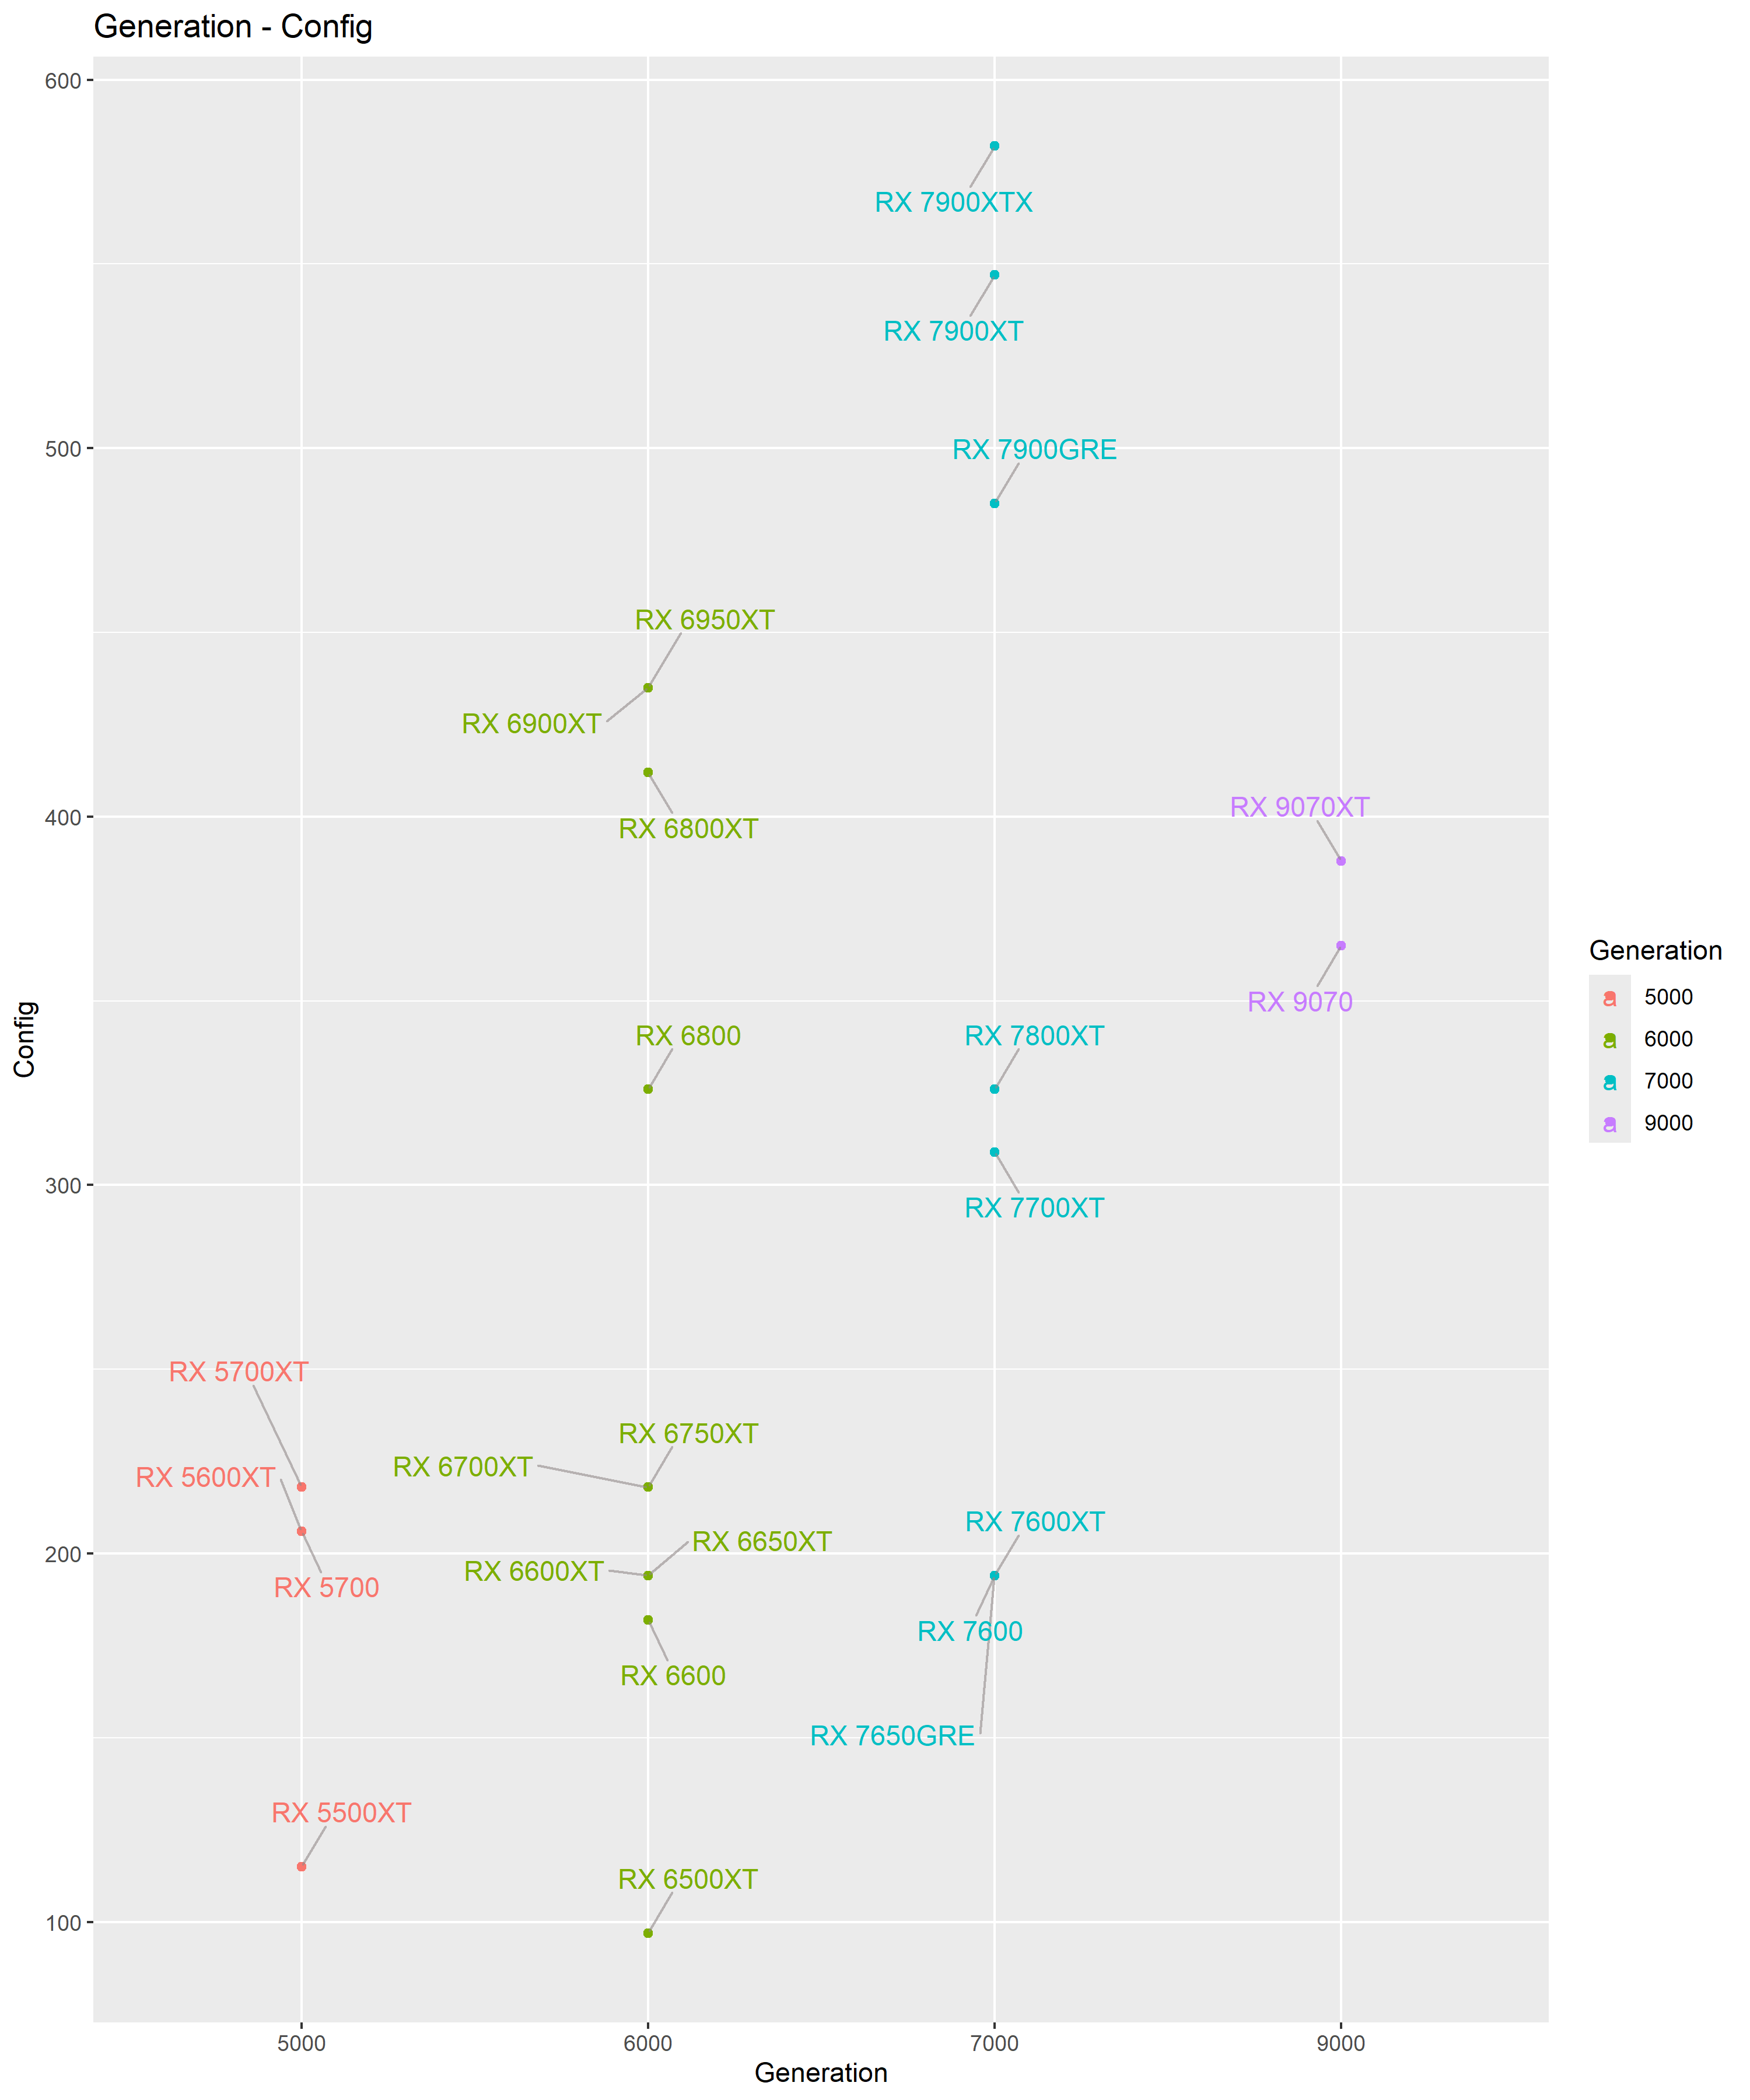 Generation - Config
600
RX 7900XTX
RX 7900XT
500
RX 7900GRE
RX 6950XT
RX 6900XT
400
RX 6800XT
RX 9070XT
RX 9070
RX 6800
RX 7800XT
300
RX 7700XT
RX 5700XT
RX 5600XT
RX 5700
RX 6750XT
RX 6700XT
200
RX 6650XT
RX 6600XT
RX 6600
RX 7600XT
RX 7600
RX 7650GRE
RX 5500XT
RX 6500XT
100
5000
6000
7000
9000
Generation
Config
Generation
a 5000
a 6000
a 7000
a 9000